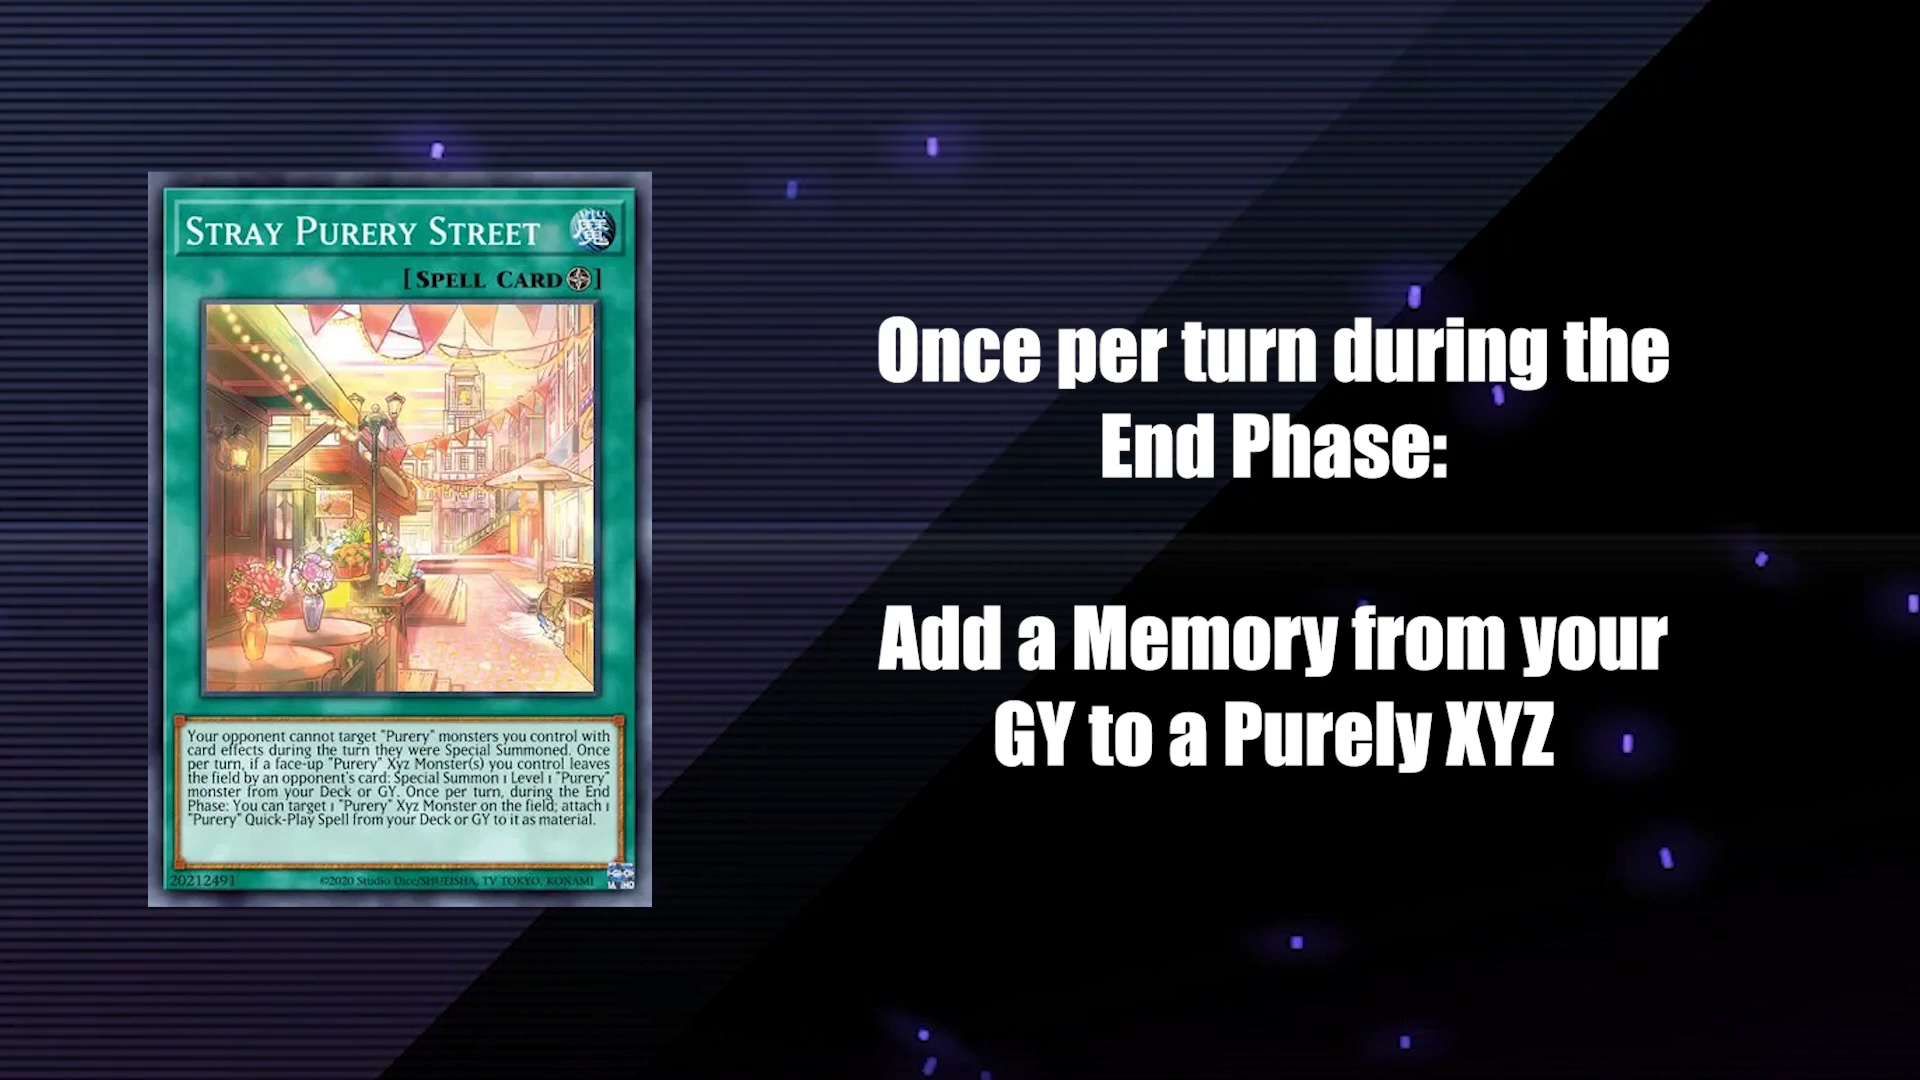 STRAY PURERY STREET
[SPELL CARD]
Your opponent cannot target "Purery" monsters you control with
card effects during the turn they were Special Summoned. Once
per turn, if a face-up "Purery" Xyz Monster(s) you control leaves
the field by an opponent's card: Special Summon 1 Level 1 "Purery"
monster from your Deck or GY. Once per turn, during the End
Phase: You can target 1 "Purery" Xyz Monster on the field; attach 1
"Purery" Quick-Play Spell from your Deck or GY to it as material.
20212491
©2020 Studio Dice/SHUEISHA, TV TOKYO, KONAMI
Once per turn during the
End Phase:
Add a Memory from your
GY to a Purely XYZ